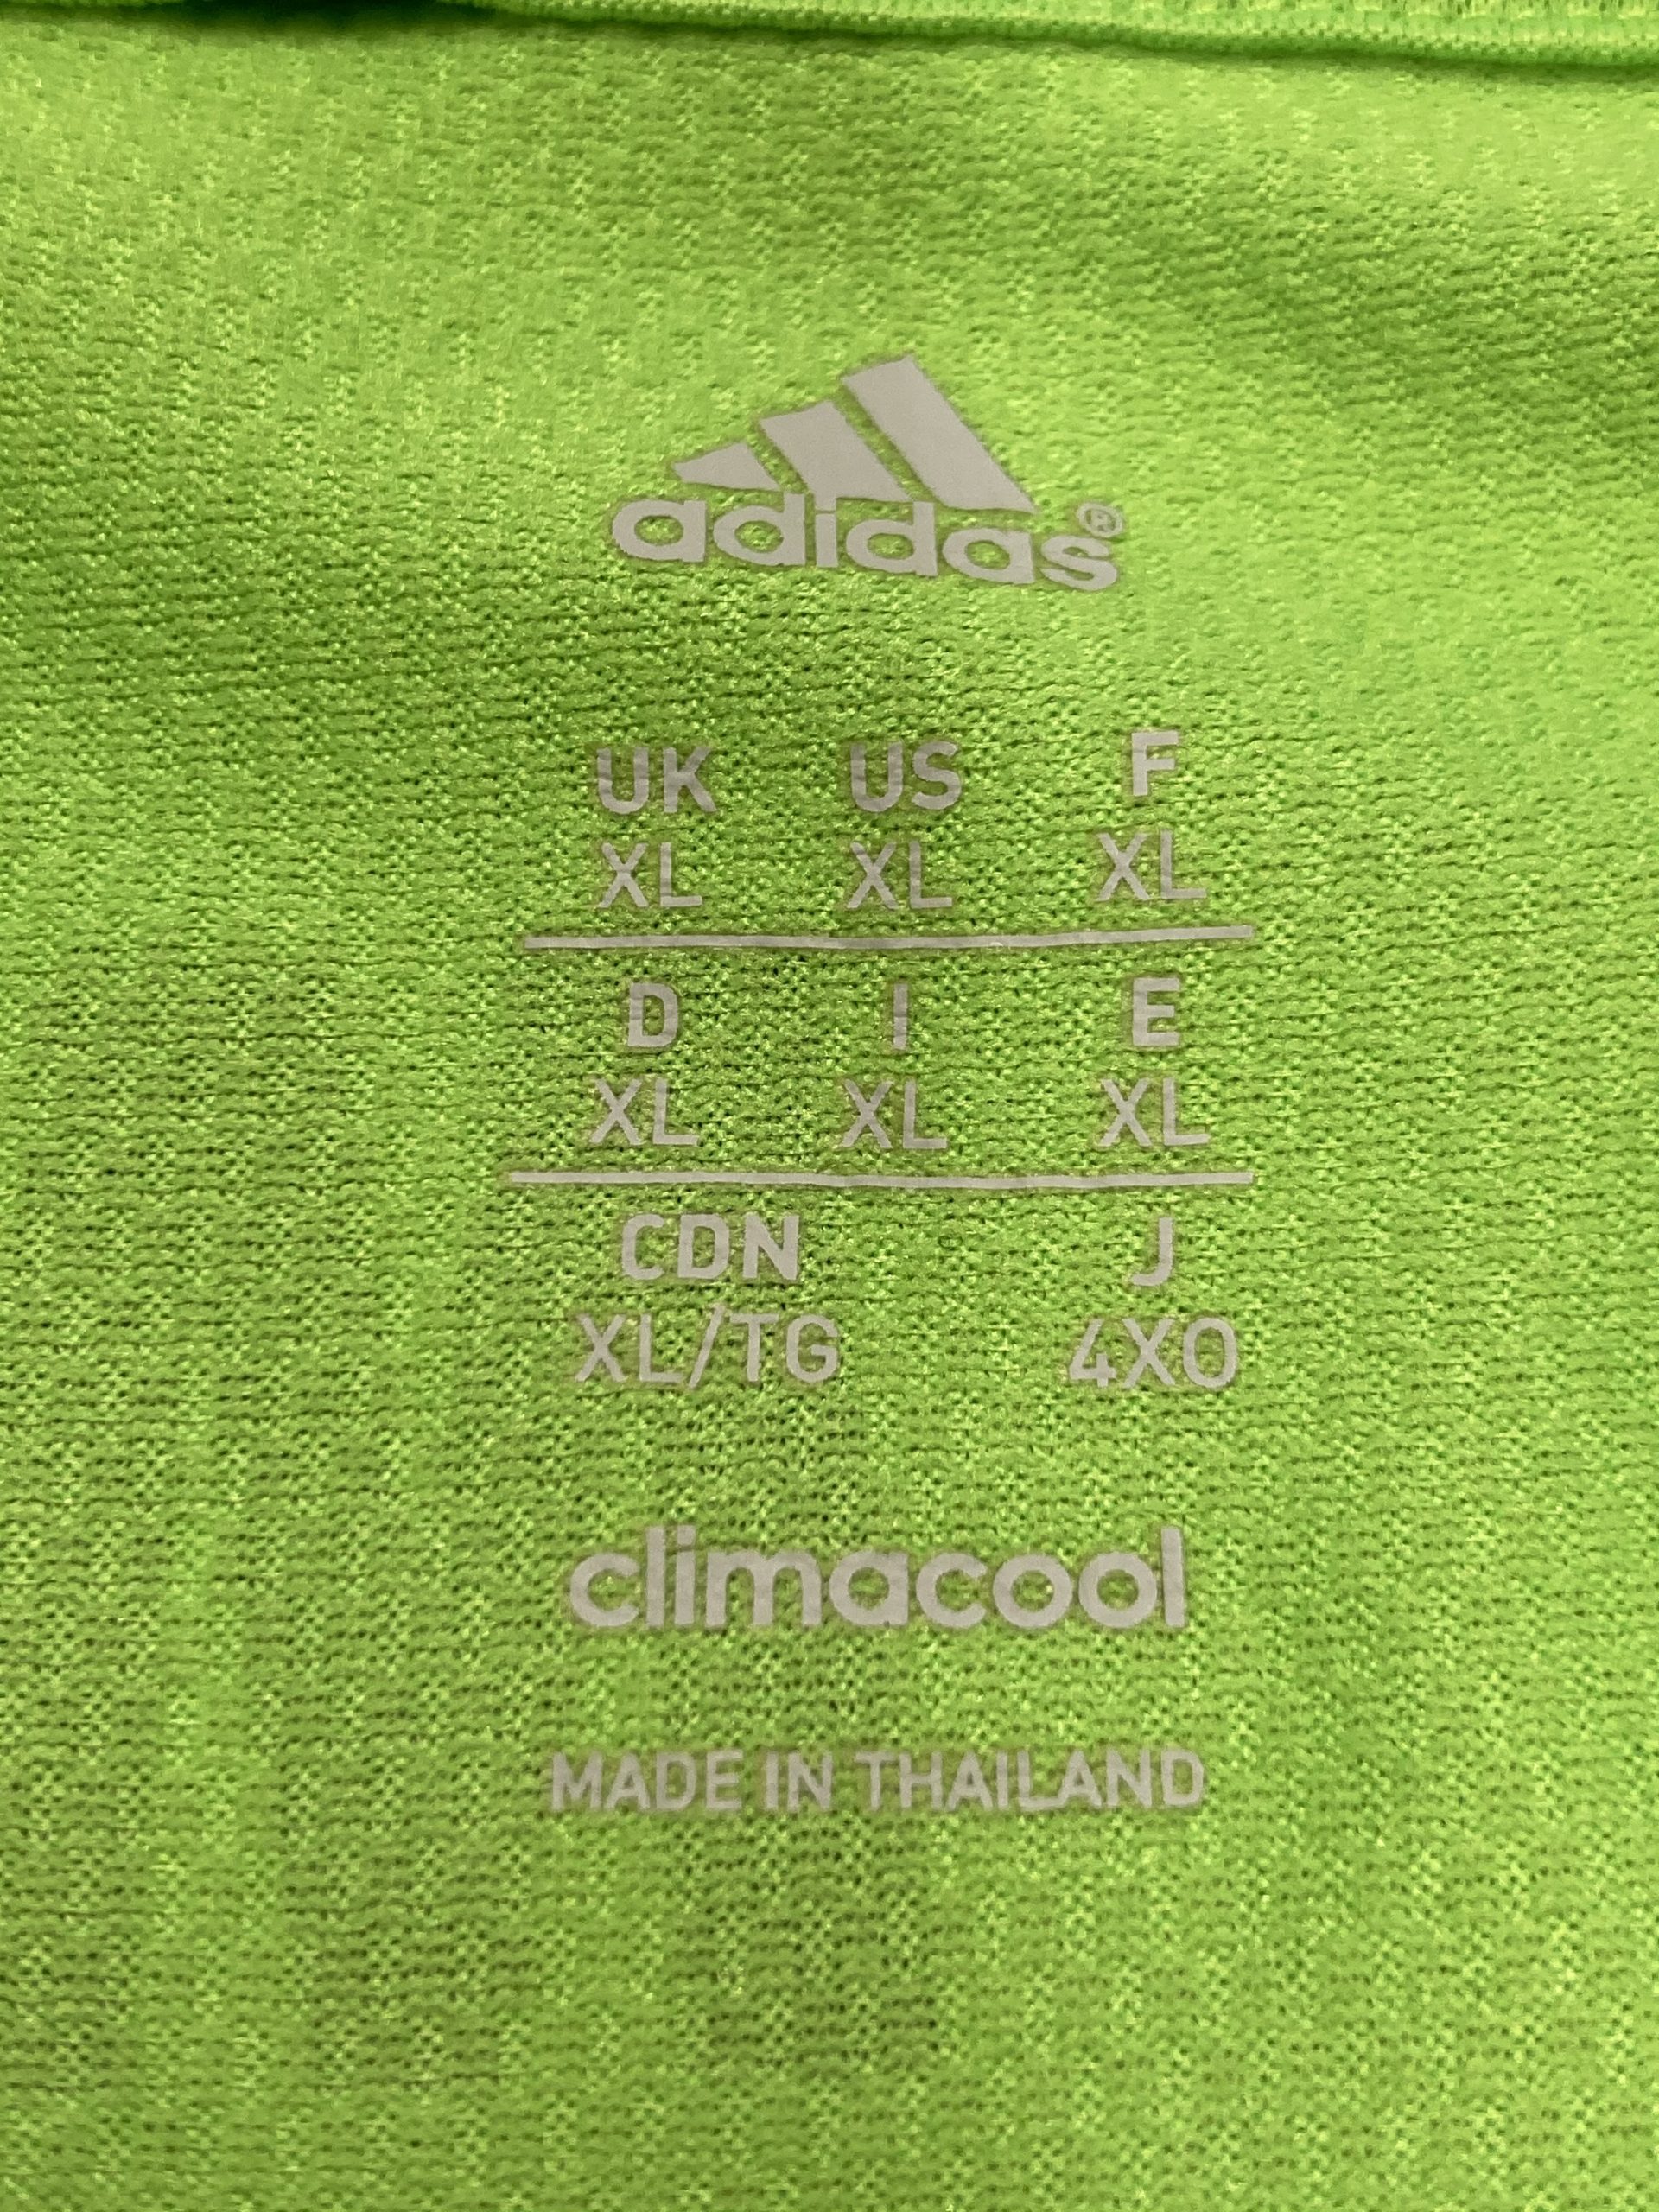 adidas®
UK US F
XL XL XL
D I E
XL XL XL
CDN J
XL/TG 4XO
climacool
MADE IN THAILAND